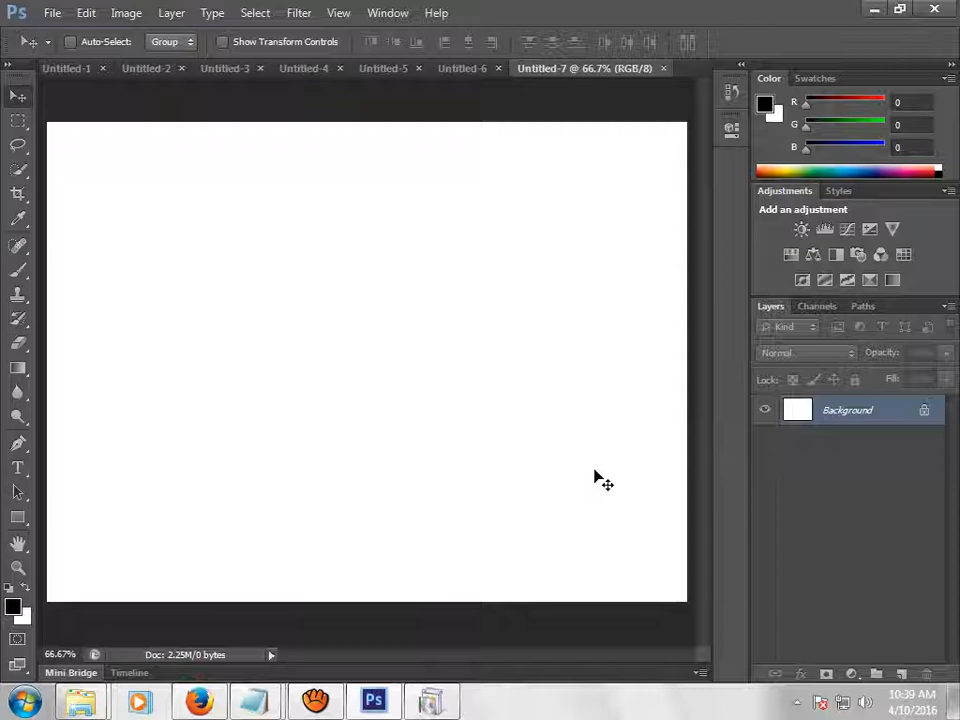 Ps File Edit Image Layer Type Select Filter View Window Help
Auto-Select: Group Show Transform Controls
Untitled-1 × Untitled-2 × Untitled-3 × Untitled-4 × Untitled-5 × Untitled-6 × Untitled-7 @ 66.7% (RGB/8) ×
Color Swatches
R 0
G 0
B 0
Adjustments Styles
Add an adjustment
Layers Channels Paths
Kind
Normal Opacity:
Lock: Fill:
Background
66.67% Doc: 2.25M/0 bytes
Mini Bridge Timeline
Ps
10:39 AM
4/10/2016